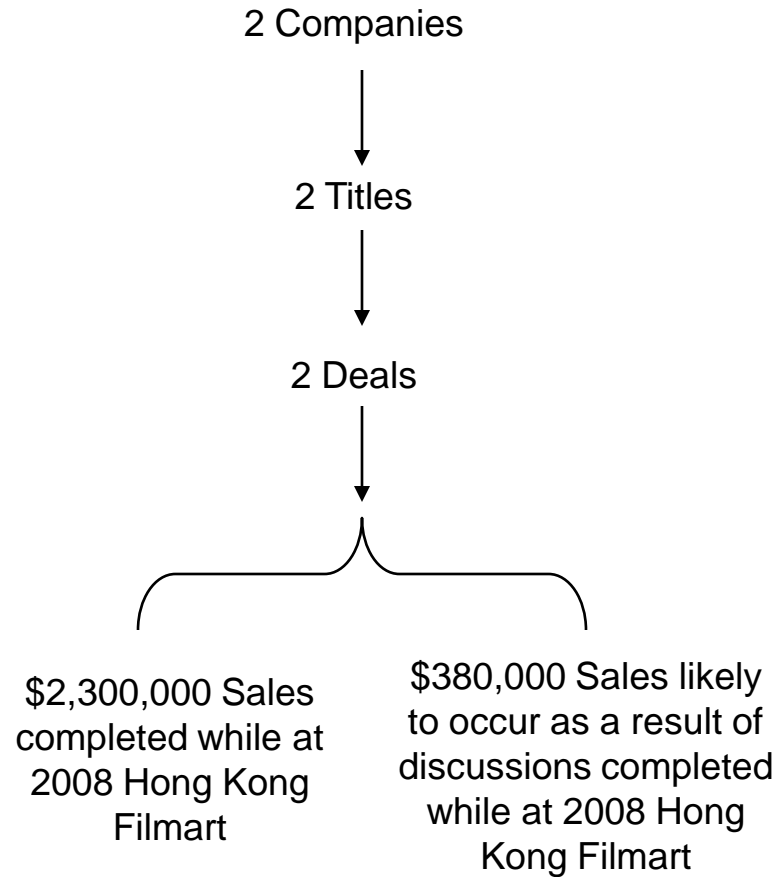 2 Companies
2 Titles
2 Deals
$2,300,000 Sales
completed while at
2008 Hong Kong
Filmart
$380,000 Sales likely
to occur as a result of
discussions completed
while at 2008 Hong
Kong Filmart